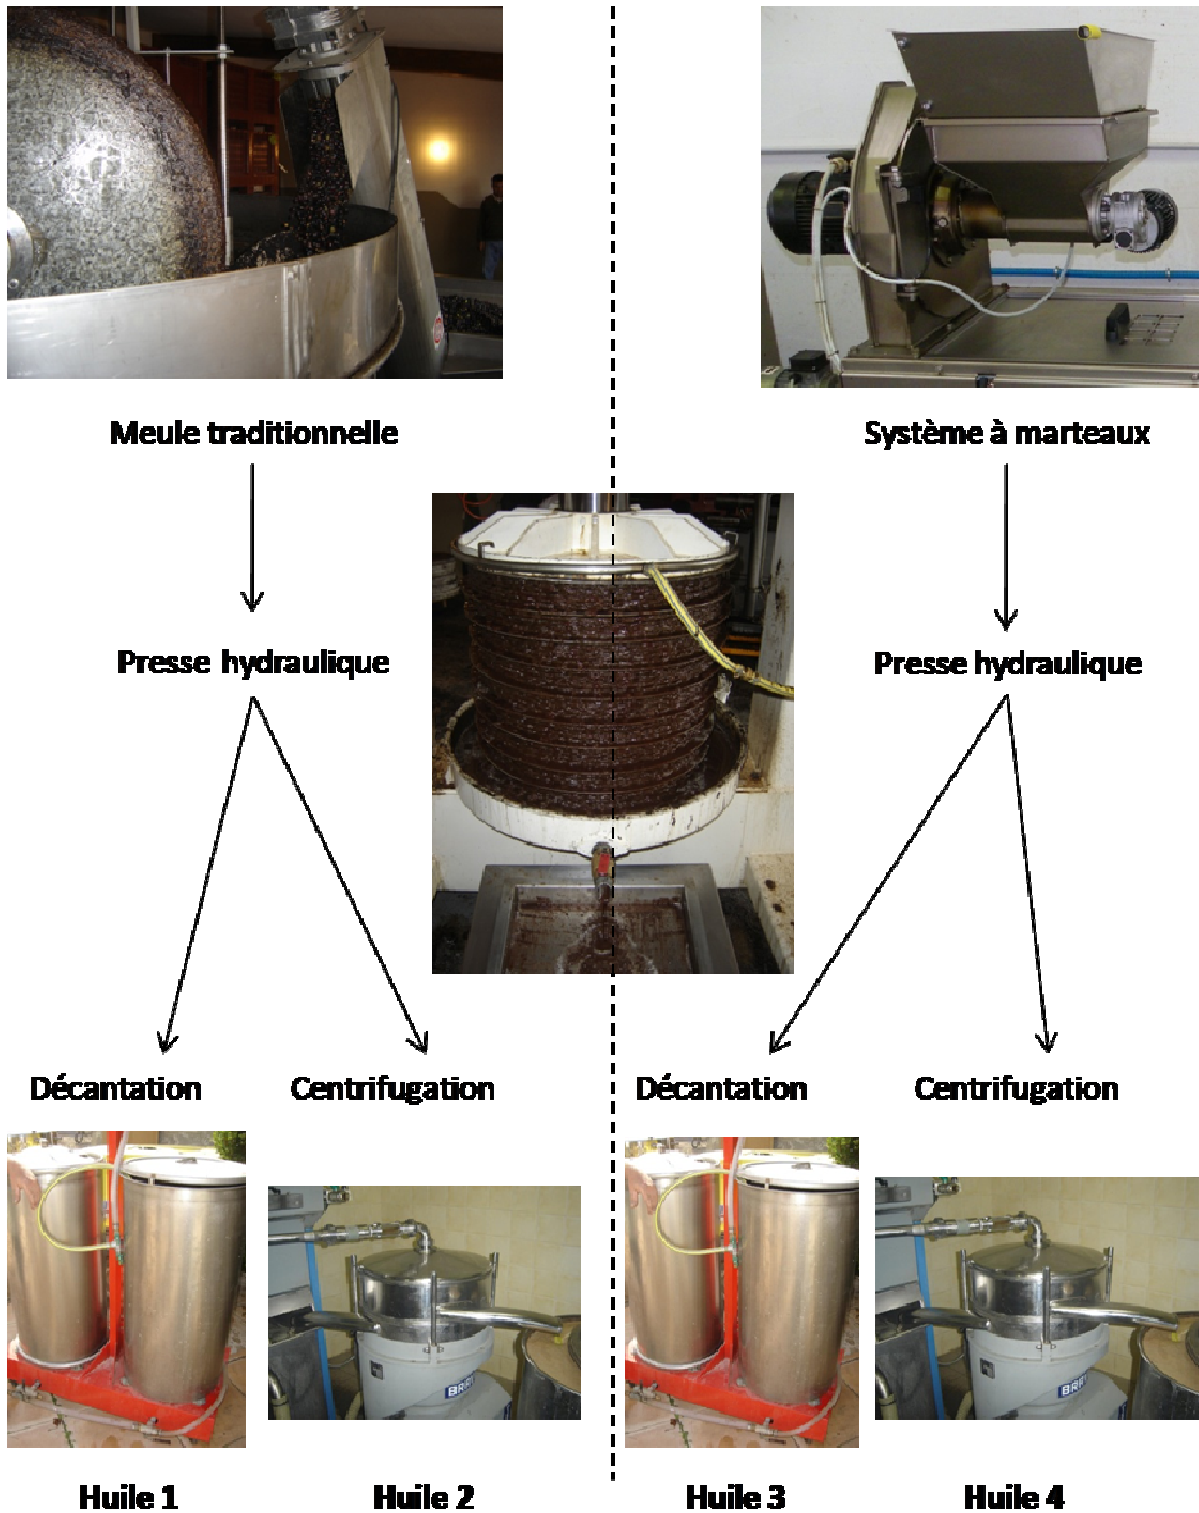 Meule traditionnelle
Système à marteaux
Presse hydraulique
Presse hydraulique
Décantation
Centrifugation
Décantation
Centrifugation
Huile 1
Huile 2
Huile 3
Huile 4